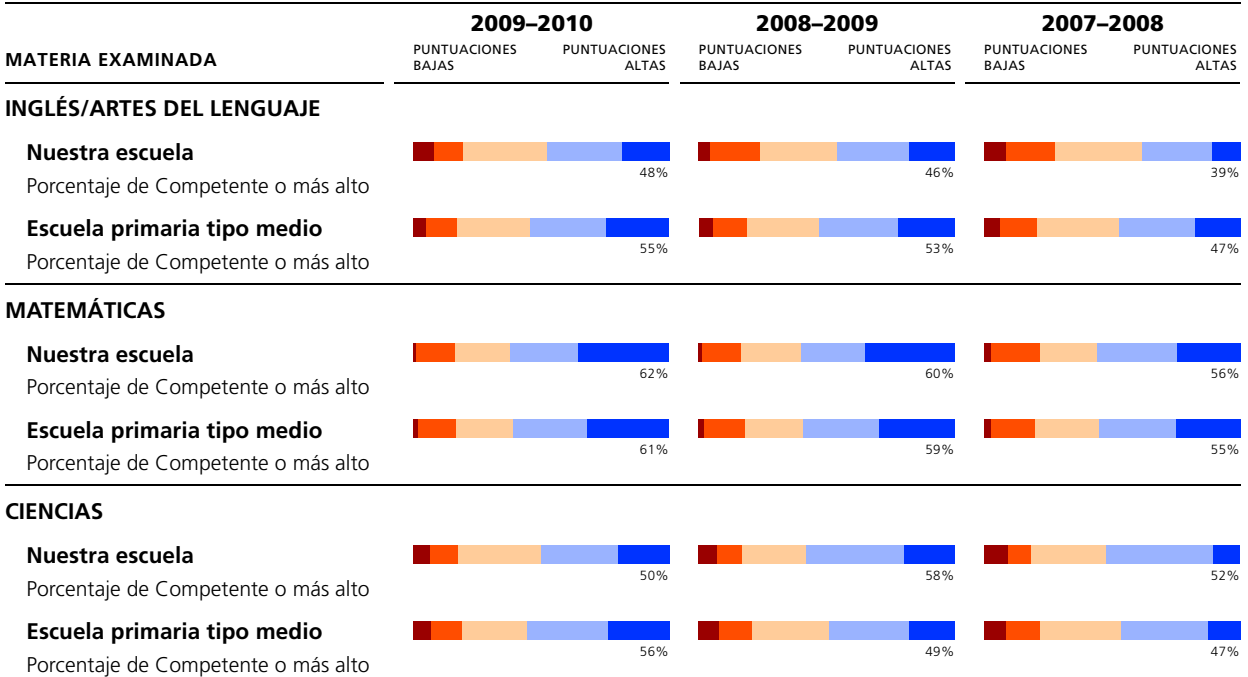 2009–2010 2008–2009 2007–2008
MATERIA EXAMINADA PUNTUACIONES BAJAS PUNTUACIONES ALTAS PUNTUACIONES BAJAS PUNTUACIONES ALTAS PUNTUACIONES BAJAS PUNTUACIONES ALTAS
INGLÉS/ARTES DEL LENGUAJE
Nuestra escuela
Porcentaje de Competente o más alto 48% 46% 39%
Escuela primaria tipo medio
Porcentaje de Competente o más alto 55% 53% 47%
MATEMÁTICAS
Nuestra escuela
Porcentaje de Competente o más alto 62% 60% 56%
Escuela primaria tipo medio
Porcentaje de Competente o más alto 61% 59% 55%
CIENCIAS
Nuestra escuela
Porcentaje de Competente o más alto 50% 58% 52%
Escuela primaria tipo medio
Porcentaje de Competente o más alto 56% 49% 47%